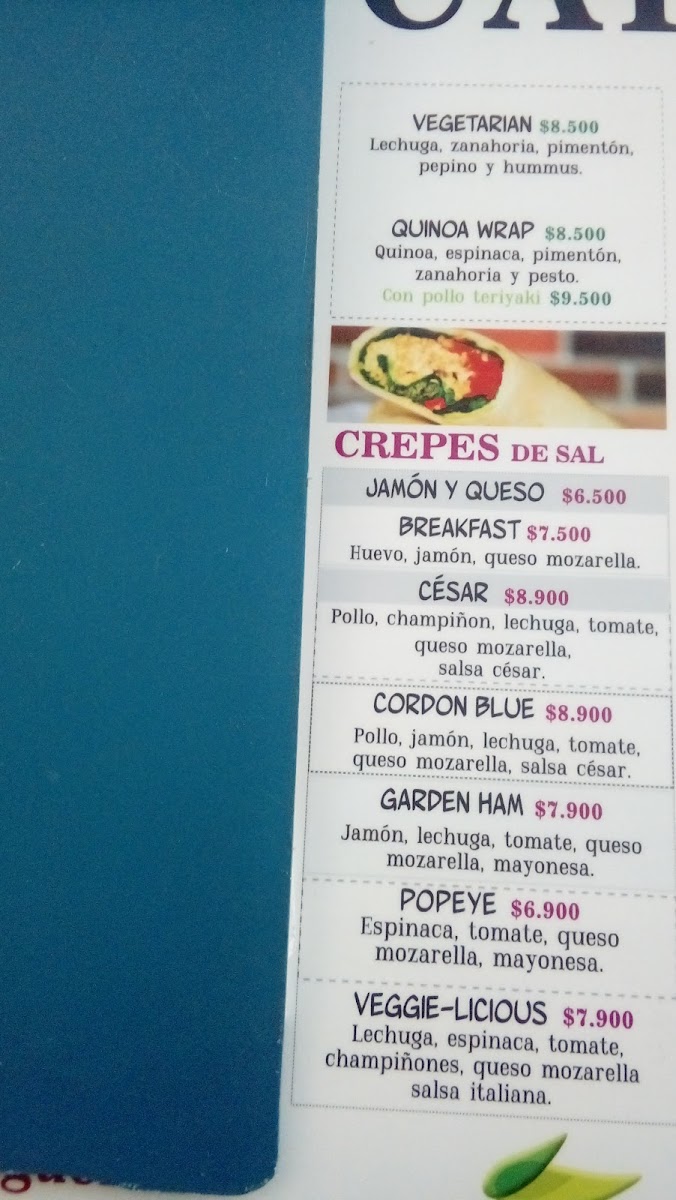 VEGETARIAN $8.500
Lechuga, zanahoria, pimentón,
pepino y hummus.
QUINOA WRAP $8.500
Quinoa, espinaca, pimentón,
zanahoria y pesto.
Con pollo teriyaki $9.500
CREPES DE SAL
JAMÓN Y QUESO $6.500
BREAKFAST $7.500
Huevo, jamón, queso mozarella.
CÉSAR $8.900
Pollo, champiñon, lechuga, tomate,
queso mozarella,
salsa césar.
CORDON BLUE $8.900
Pollo, jamón, lechuga, tomate,
queso mozarella, salsa césar.
GARDEN HAM $7.900
Jamón, lechuga, tomate, queso
mozarella, mayonesa.
POPEYE $6.900
Espinaca, tomate, queso
mozarella, mayonesa.
VEGGIE-LICIOUS $7.900
Lechuga, espinaca, tomate,
champiñones, queso mozarella
salsa italiana.